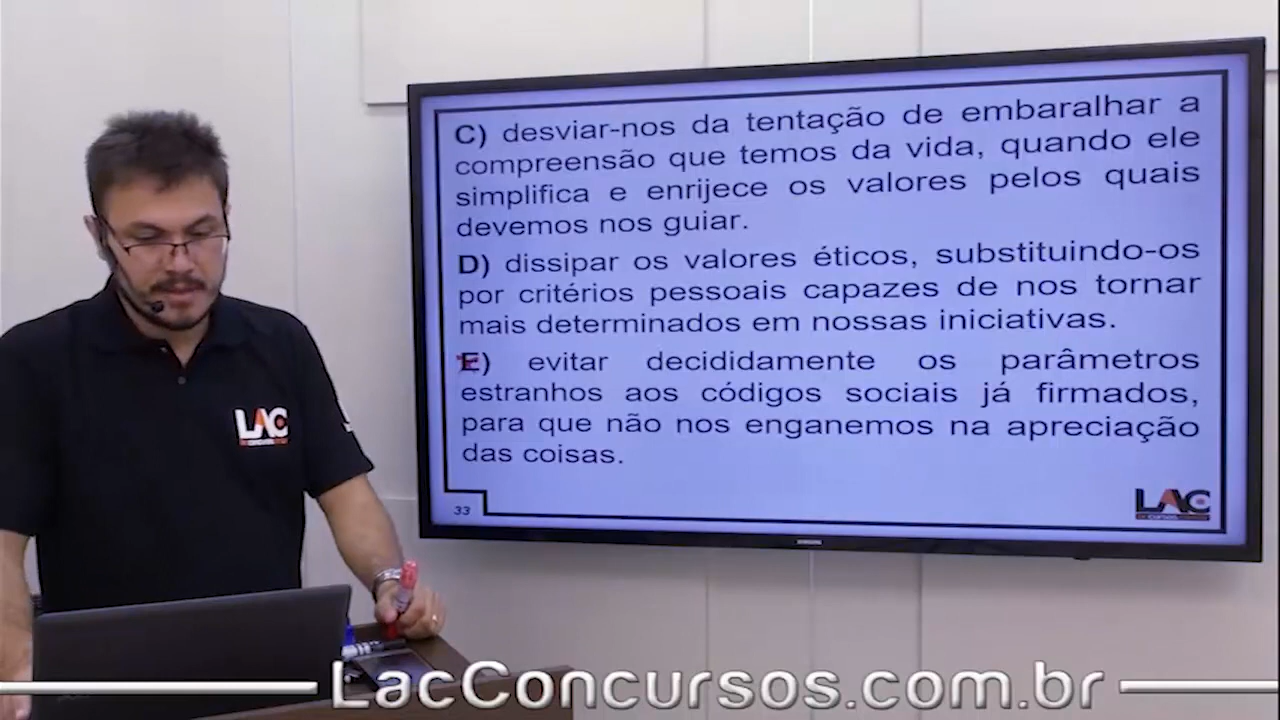 C) desviar-nos da tentação de embaralhar a
compreensão que temos da vida, quando ele
simplifica e enrijece os valores pelos quais
devemos nos guiar.
D) dissipar os valores éticos, substituindo-os
por critérios pessoais capazes de nos tornar
mais determinados em nossas iniciativas.
E) evitar decididamente os parâmetros
estranhos aos códigos sociais já firmados,
para que não nos enganemos na apreciação
das coisas.
33
LAC
SAMSUNG
LAC
LacConcursos.com.br